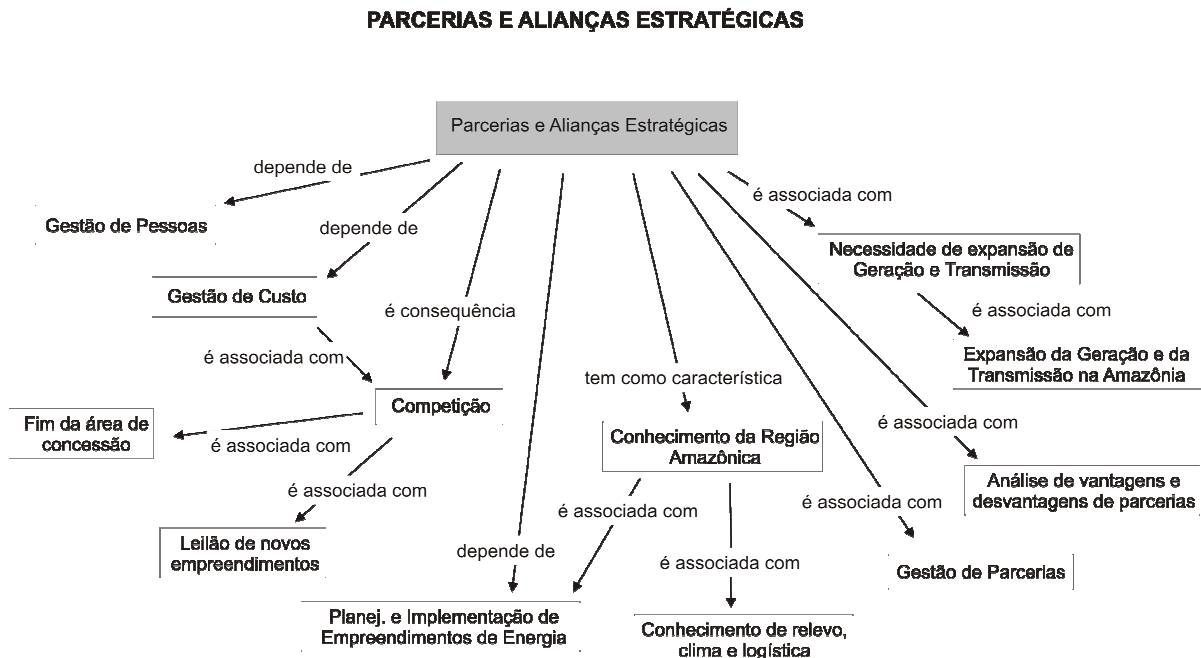 PARCERIAS E ALIANÇAS ESTRATÉGICAS
Parcerias e Alianças Estratégicas
depende de
é associada com
Gestão de Pessoas
depende de
Necessidade de expansão de
Geração e Transmissão
Gestão de Custo
é consequência
é associada com
é associada com
Expansão da Geração e da
Transmissão na Amazônia
tem como característica
Competição
Fim da área de
concessão
é associada com
é associada com
Conhecimento da Região
Amazônica
é associada com
Análise de vantagens e
desvantagens de parcerias
é associada com
é associada com
Leilão de novos
empreendimentos
depende de
é associada com
Gestão de Parcerias
Planej. e Implementação de
Empreendimentos de Energia
Conhecimento de relevo,
clima e logística